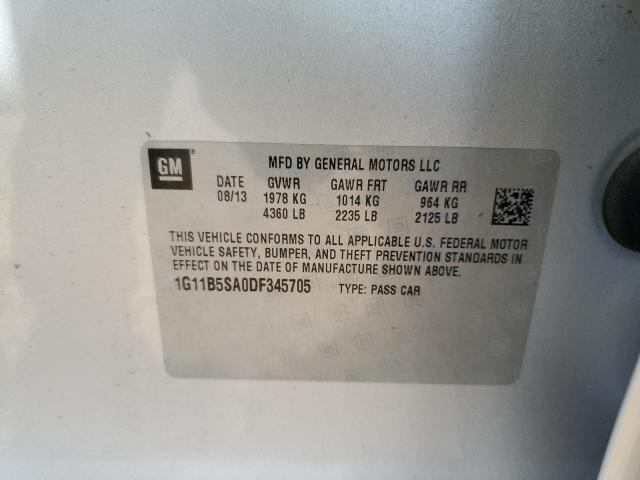 GM ® MFD BY GENERAL MOTORS LLC
DATE GVWR GAWR FRT GAWR RR
08/13 1978 KG 1014 KG 964 KG
4360 LB 2235 LB 2125 LB
THIS VEHICLE CONFORMS TO ALL APPLICABLE U.S. FEDERAL MOTOR
VEHICLE SAFETY, BUMPER, AND THEFT PREVENTION STANDARDS IN
EFFECT ON THE DATE OF MANUFACTURE SHOWN ABOVE.
1G11B5SA0DF345705 TYPE: PASS CAR